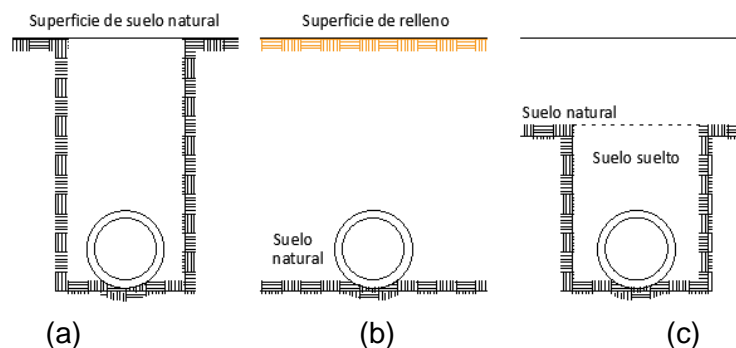 Superficie de suelo natural
Superficie de relleno
Suelo natural
Suelo suelto
Suelo
natural
(a)
(b)
(c)